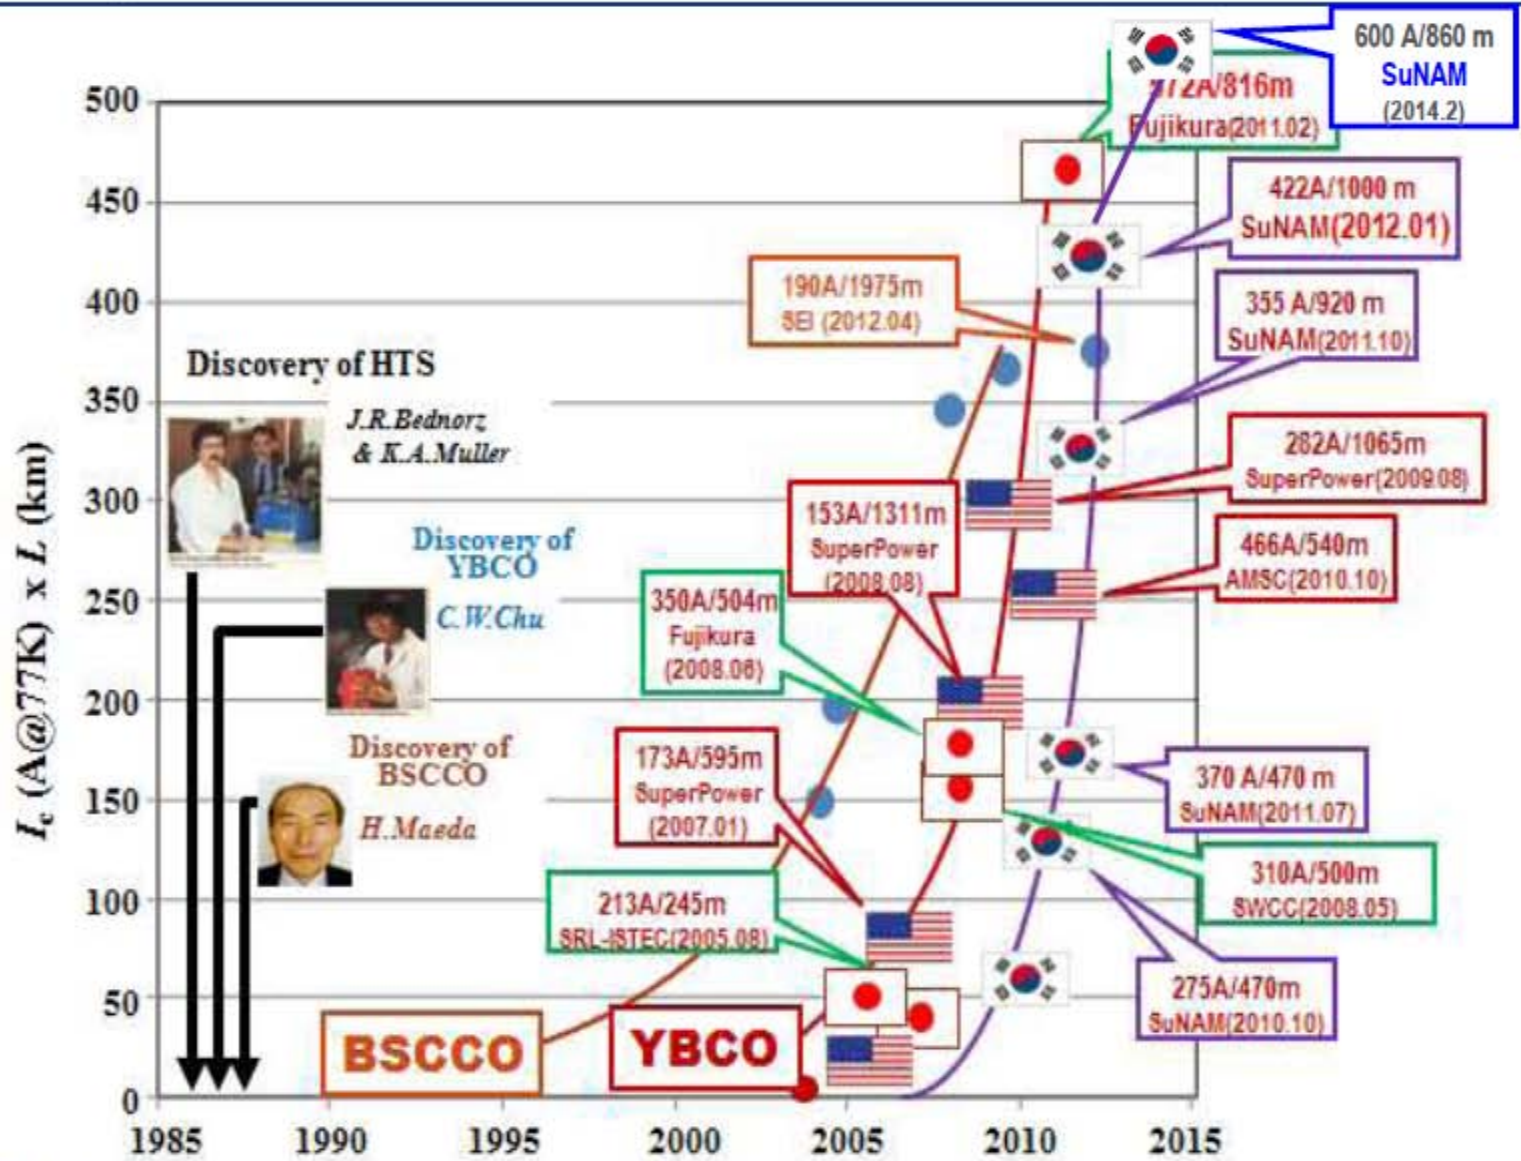 600 A/860 m
SuNAM
(2014.2)
572A/816m
Fujikura(2011.02)
422A/1000 m
SuNAM(2012.01)
190A/1975m
SEI (2012.04)
355 A/920 m
SuNAM(2011.10)
Discovery of HTS
J.R.Bednorz
& K.A.Muller
282A/1065m
SuperPower(2009.08)
153A/1311m
SuperPower
(2008.08)
466A/540m
AMSC(2010.10)
Discovery of
YBCO
C.W.Chu
350A/504m
Fujikura
(2008.06)
173A/595m
SuperPower
(2007.01)
370 A/470 m
SuNAM(2011.07)
Discovery of
BSCCO
H.Maeda
310A/500m
SWCC(2008.05)
213A/245m
SRL-ISTEC(2005.08)
275A/470m
SuNAM(2010.10)
BSCCO
YBCO
Ic (A@77K) x L (km)
500
450
400
350
300
250
200
150
100
50
0
1985 1990 1995 2000 2005 2010 2015